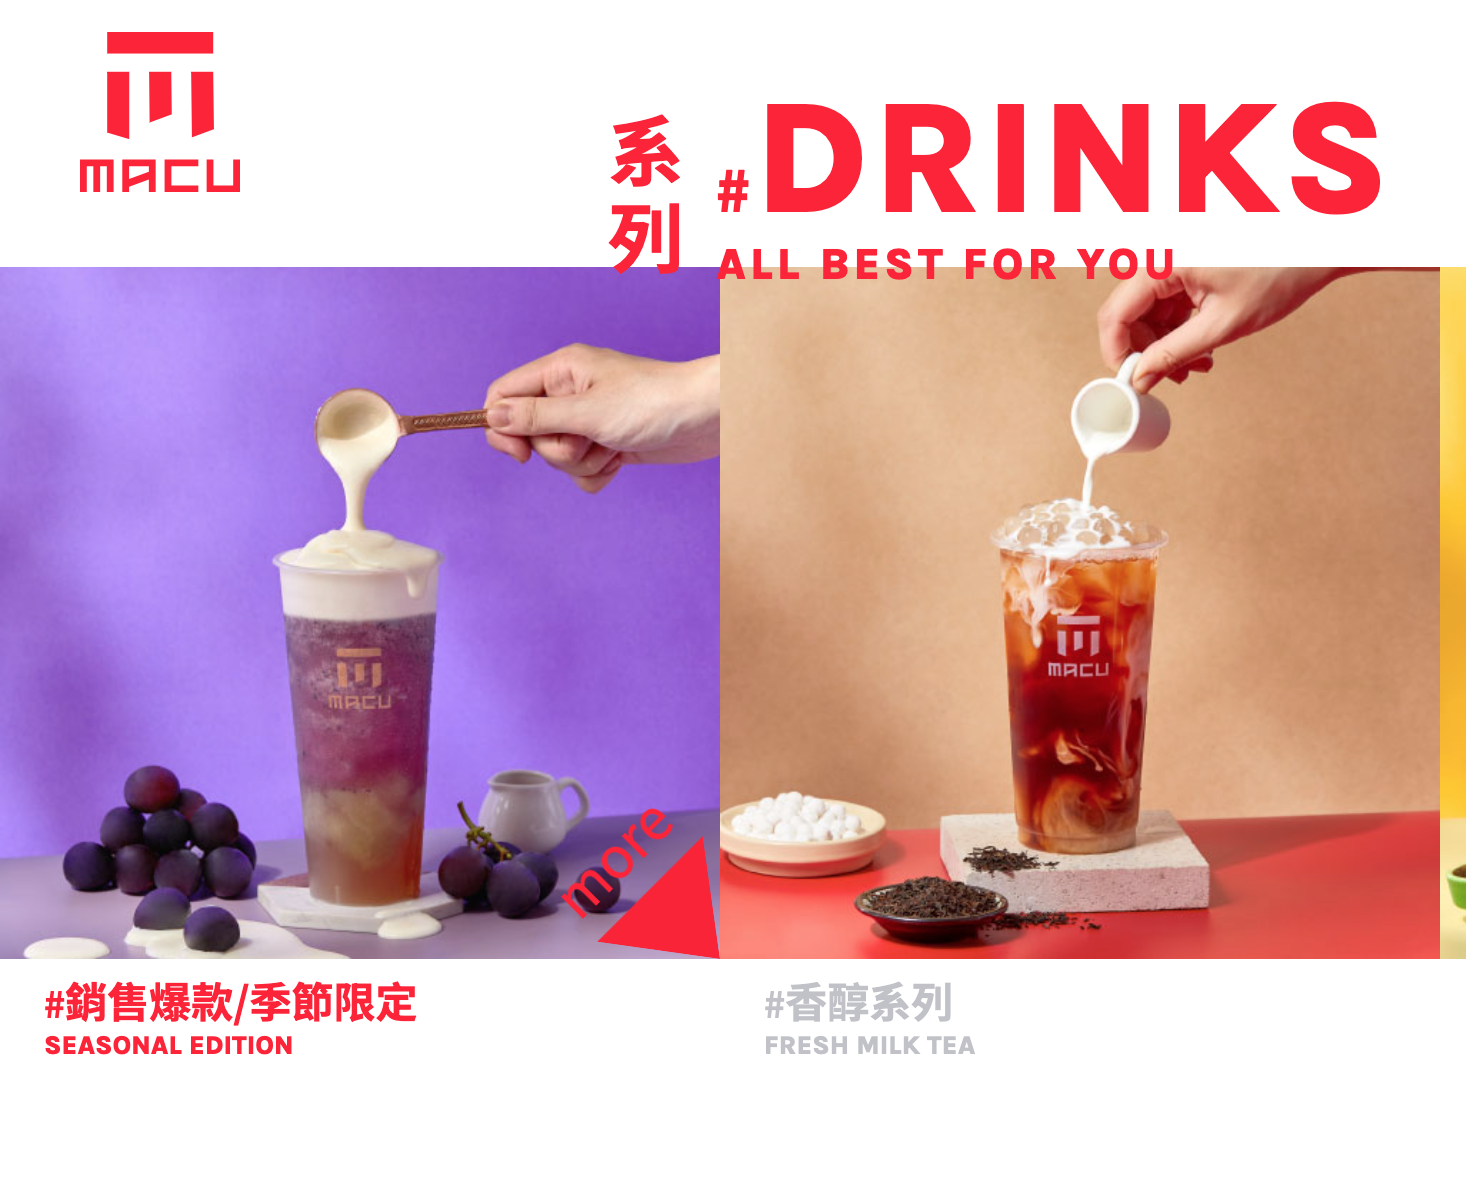 MACU
系列
#DRINKS
ALL BEST FOR YOU
MACU
MACU
more
#銷售爆款/季節限定
SEASONAL EDITION
#香醇系列
FRESH MILK TEA